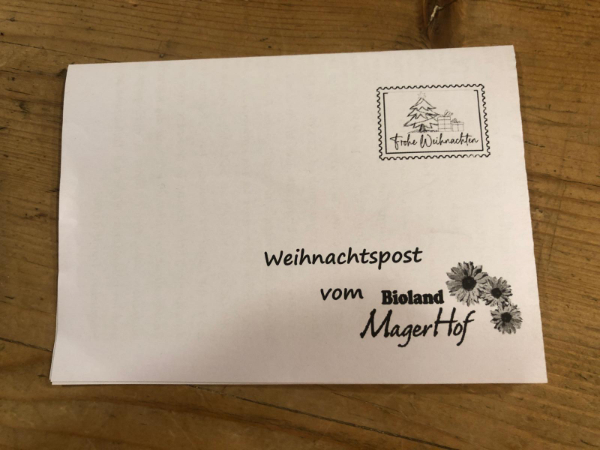 Frohe Weihnachten
Weihnachtspost
vom Bioland
MagerHof